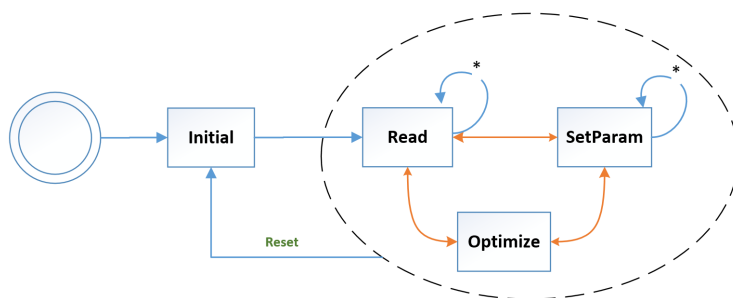 *
*
Initial
Read
SetParam
Reset
Optimize